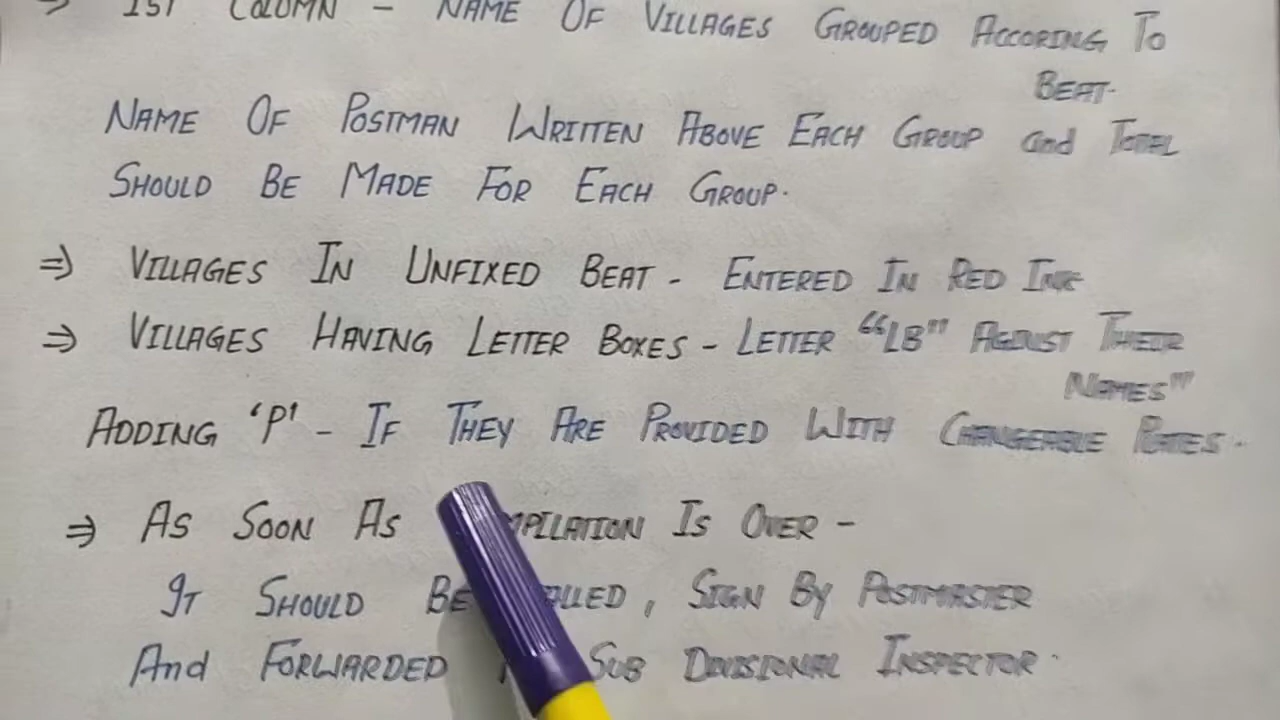 ⇒ 1ST COLUMN - NAME OF VILLAGES GROUPED ACCORING TO
BEAT.
NAME OF POSTMAN WRITTEN ABOVE EACH GROUP and TOTAL
SHOULD BE MADE FOR EACH GROUP.
⇒ VILLAGES IN UNFIXED BEAT - ENTERED IN RED INK
⇒ VILLAGES HAVING LETTER BOXES - LETTER "LB" AGAINST THEIR
NAMES"
ADDING 'P' - IF THEY ARE PROVIDED WITH CHANGEABLE PLATES.
⇒ AS SOON AS MPILATION IS OVER -
IT SHOULD BE , SIGN BY POSTMASTER
And FORWARDED SUB DIVISIONAL INSPECTOR.